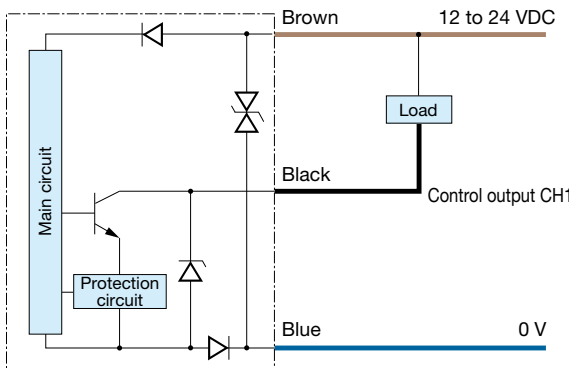 Brown 12 to 24 VDC
Load
Main circuit
Black
Control output CH1
Protection
circuit
Blue 0 V